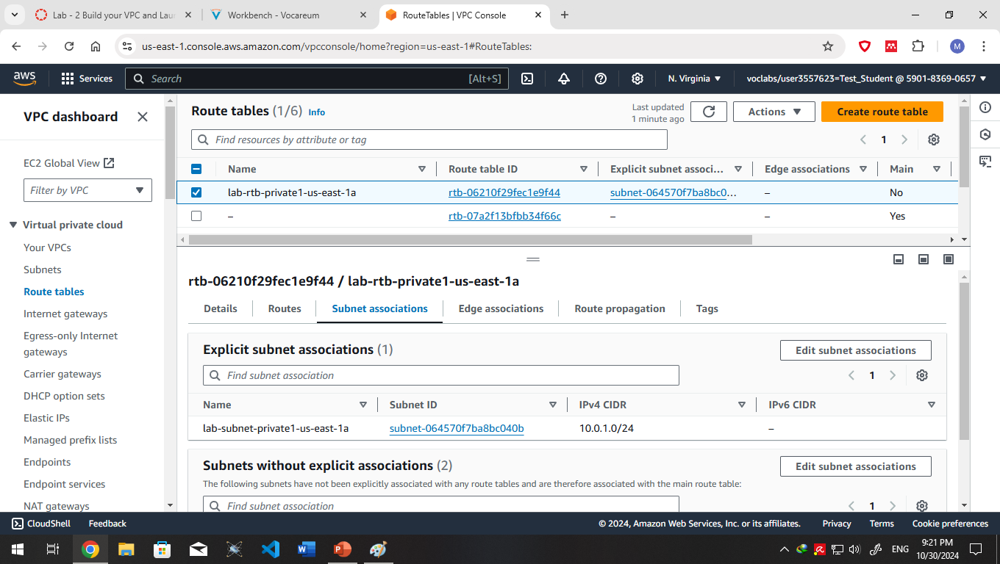 Lab - 2 Build your VPC and Lau
Workbench - Vocareum
RouteTables | VPC Console
us-east-1.console.aws.amazon.com/vpcconsole/home?region=us-east-1#RouteTables:
M
aws
Services
Search
[Alt+S]
N. Virginia
voclabs/user3557623=Test_Student @ 5901-8369-0657
VPC dashboard
EC2 Global View
Filter by VPC
Virtual private cloud
Your VPCs
Subnets
Route tables
Internet gateways
Egress-only Internet
gateways
Carrier gateways
DHCP option sets
Elastic IPs
Managed prefix lists
Endpoints
Endpoint services
NAT gateways
Route tables (1/6) Info
Last updated
1 minute ago
Actions
Create route table
Find resources by attribute or tag
1
Name Route table ID Explicit subnet associ... Edge associations Main
lab-rtb-private1-us-east-1a rtb-06210f29fec1e9f44 subnet-064570f7ba8bc0... – No
– rtb-07a2f13bfbb34f66c – – Yes
rtb-06210f29fec1e9f44 / lab-rtb-private1-us-east-1a
Details Routes Subnet associations Edge associations Route propagation Tags
Explicit subnet associations (1)
Edit subnet associations
Find subnet association
1
Name Subnet ID IPv4 CIDR IPv6 CIDR
lab-subnet-private1-us-east-1a subnet-064570f7ba8bc040b 10.0.1.0/24 –
Subnets without explicit associations (2)
Edit subnet associations
The following subnets have not been explicitly associated with any route tables and are therefore associated with the main route table:
Find subnet association
1
CloudShell Feedback
© 2024, Amazon Web Services, Inc. or its affiliates. Privacy Terms Cookie preferences
ENG
9:21 PM
10/30/2024